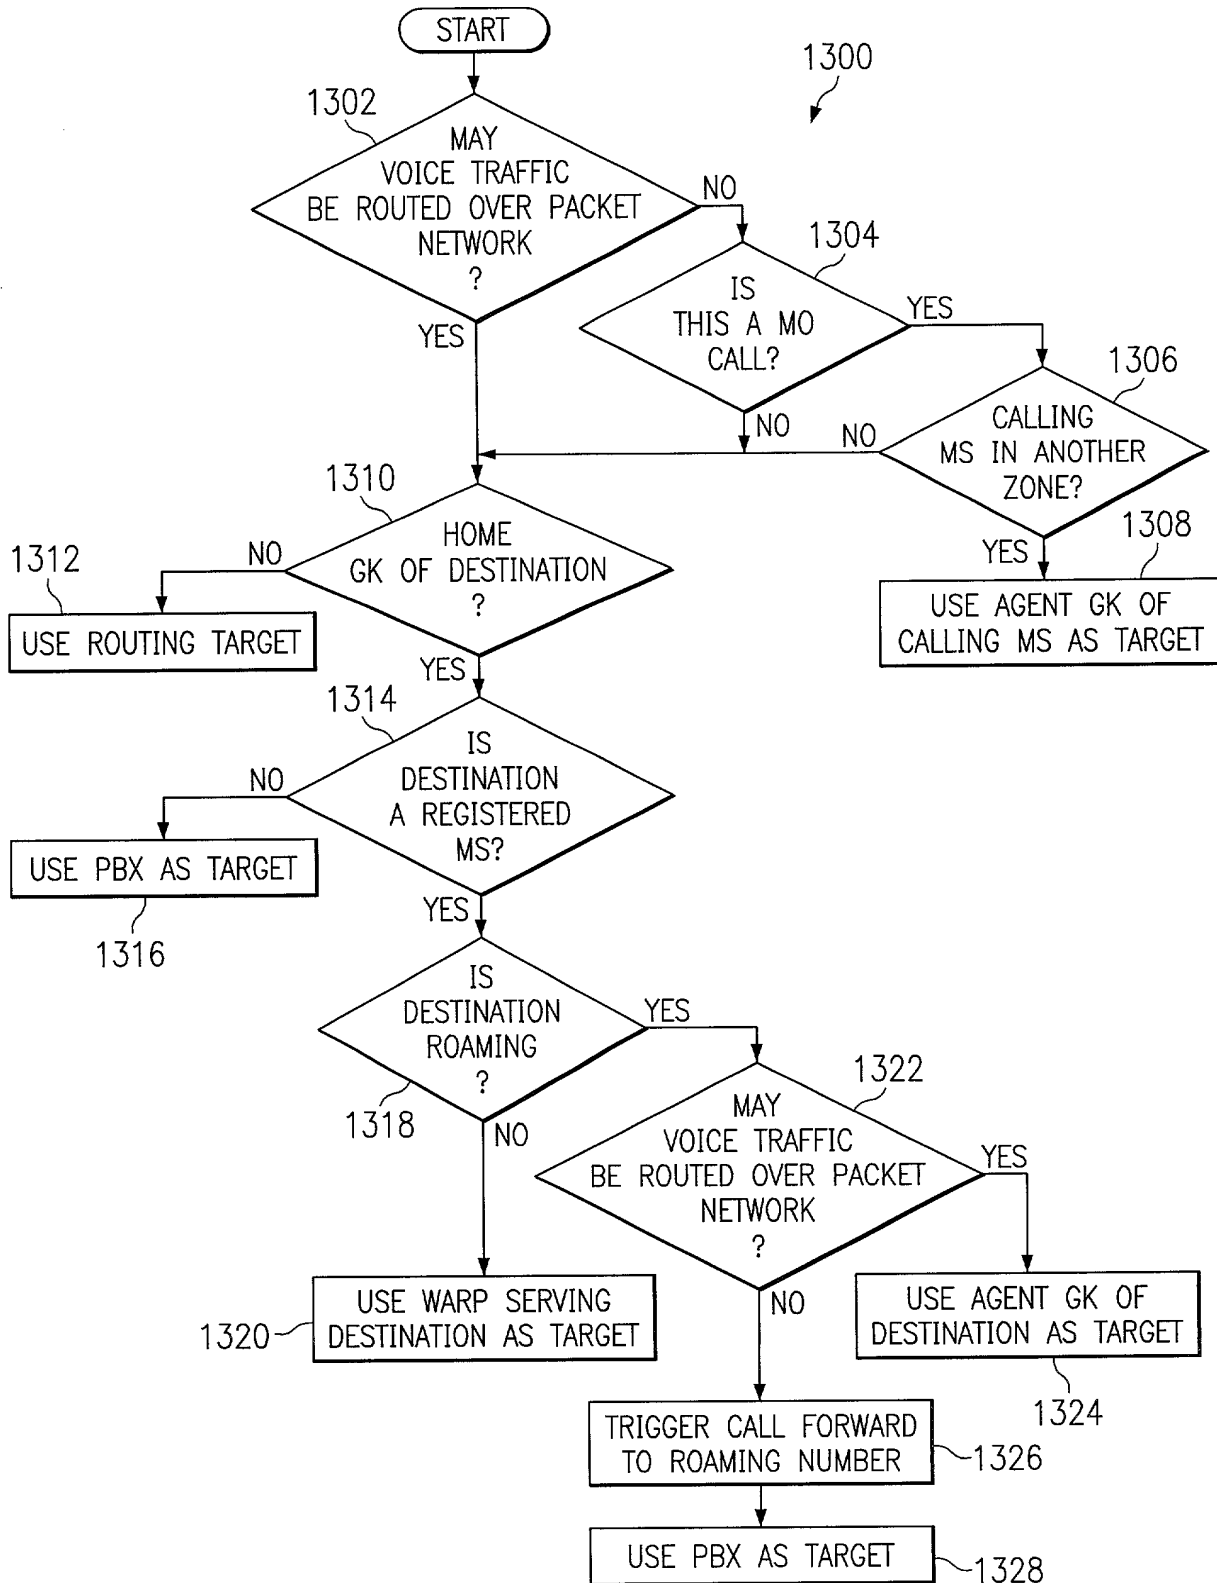 START
1300
1302
MAY
VOICE TRAFFIC
BE ROUTED OVER PACKET
NETWORK
?
NO
YES
1304
IS
THIS A MO
CALL?
YES
NO
1306
CALLING
MS IN ANOTHER
ZONE?
NO
YES
1308
USE AGENT GK OF
CALLING MS AS TARGET
1310
HOME
GK OF DESTINATION
?
NO
YES
1312
USE ROUTING TARGET
1314
IS
DESTINATION
A REGISTERED
MS?
NO
YES
USE PBX AS TARGET
1316
IS
DESTINATION
ROAMING
?
1318
YES
NO
1322
MAY
VOICE TRAFFIC
BE ROUTED OVER PACKET
NETWORK
?
YES
NO
1320
USE WARP SERVING
DESTINATION AS TARGET
USE AGENT GK OF
DESTINATION AS TARGET
1324
TRIGGER CALL FORWARD
TO ROAMING NUMBER
1326
USE PBX AS TARGET
1328